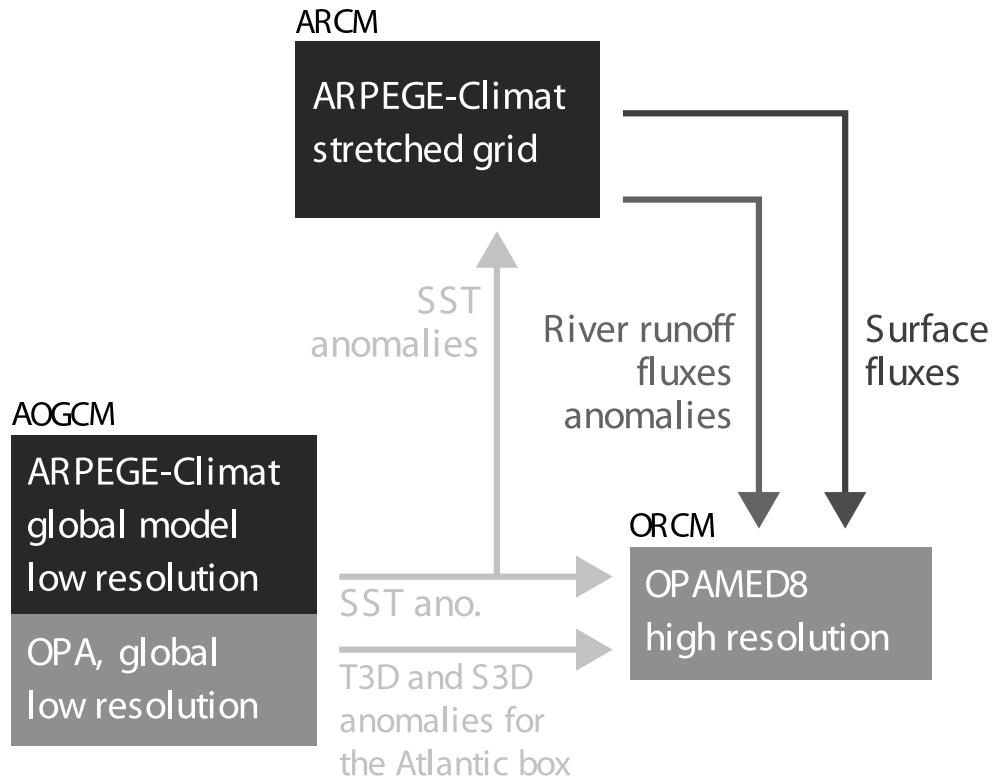 ARCM
ARPEGE-Climat
stretched grid
SST
anomalies
River runoff
fluxes
anomalies
Surface
fluxes
AOGCM
ARPEGE-Climat
global model
low resolution
OPA, global
low resolution
SST ano.
T3D and S3D
anomalies for
the Atlantic box
ORCM
OPAMED8
high resolution